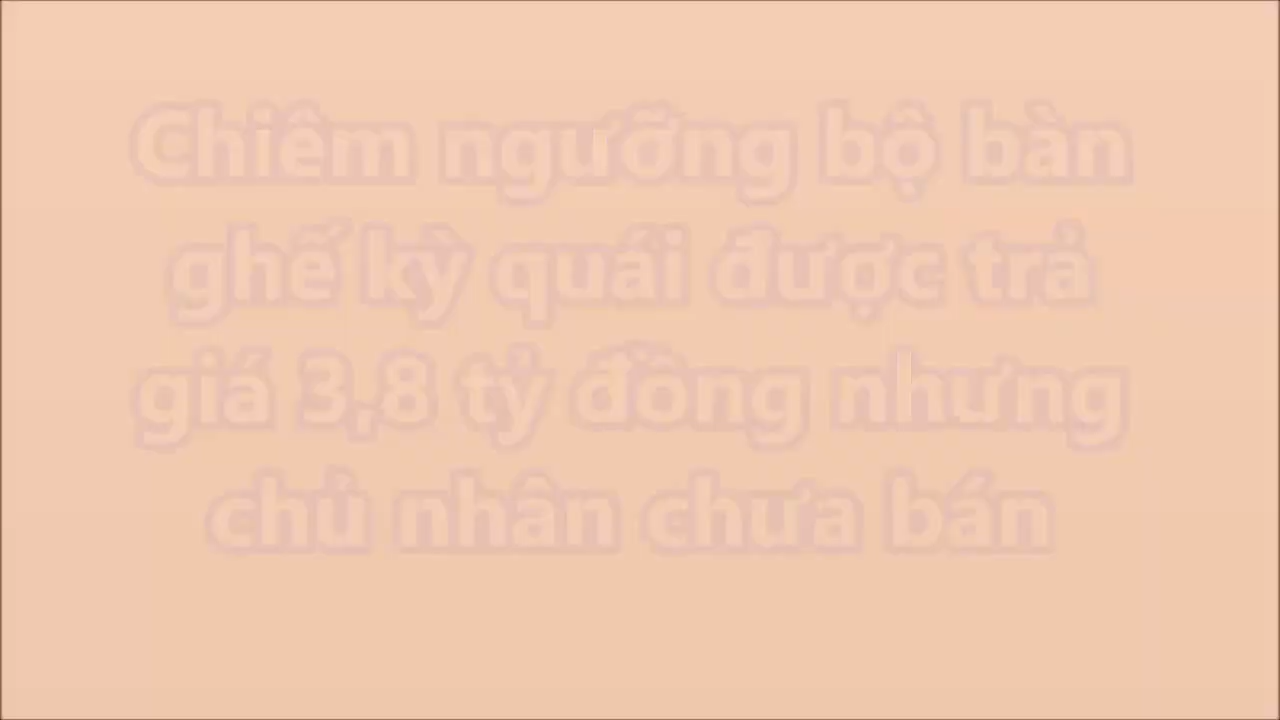 Chiêm ngưỡng bộ bàn
ghế kỳ quái được trả
giá 3,8 tỷ đồng nhưng
chủ nhân chưa bán